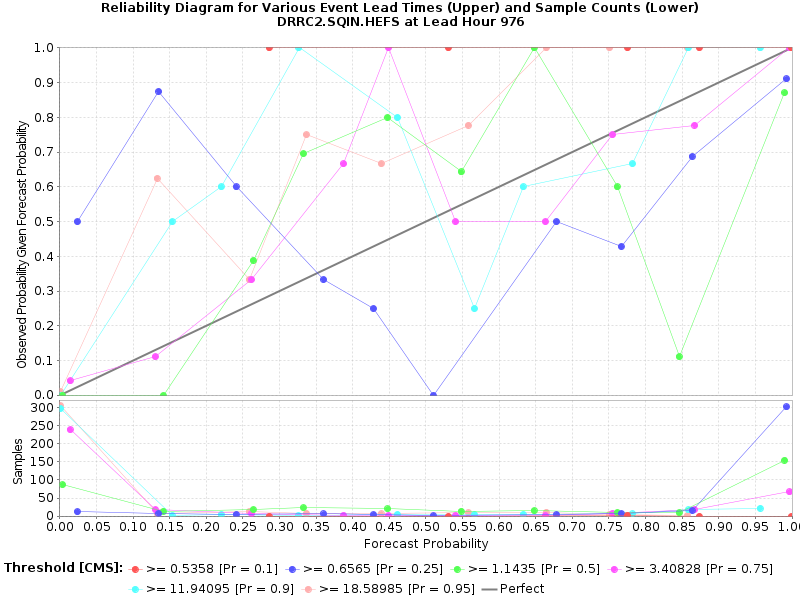 Reliability Diagram for Various Event Lead Times (Upper) and Sample Counts (Lower)
DRRC2.SQIN.HEFS at Lead Hour 976
Observed Probability Given Forecast Probability
1.0
0.9
0.8
0.7
0.6
0.5
0.4
0.3
0.2
0.1
0.0
Samples
300
250
200
150
100
50
0
0.00 0.05 0.10 0.15 0.20 0.25 0.30 0.35 0.40 0.45 0.50 0.55 0.60 0.65 0.70 0.75 0.80 0.85 0.90 0.95 1.0
Forecast Probability
Threshold [CMS]: >= 0.5358 [Pr = 0.1] >= 0.6565 [Pr = 0.25] >= 1.1435 [Pr = 0.5] >= 3.40828 [Pr = 0.75]
>= 11.94095 [Pr = 0.9] >= 18.58985 [Pr = 0.95] Perfect